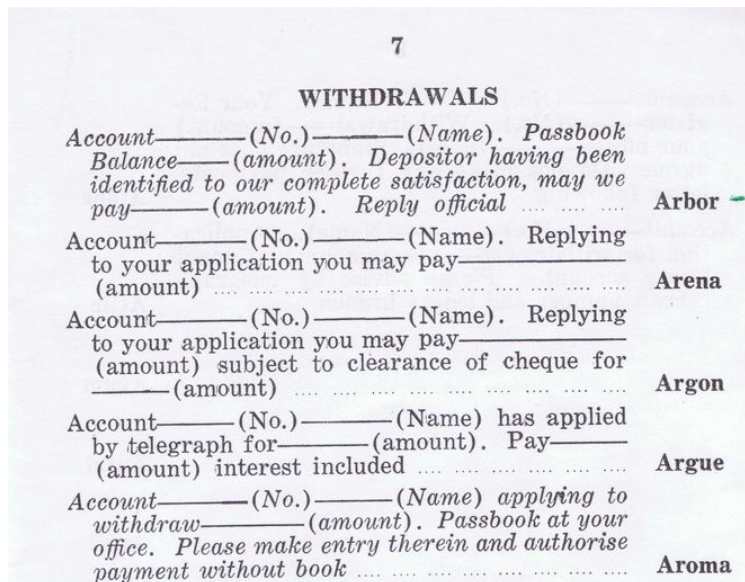 7
WITHDRAWALS
Account——(No.)——(Name). Passbook
Balance——(amount). Depositor having been
identified to our complete satisfaction, may we
pay——(amount). Reply official .... .... .... Arbor
Account——(No.)——(Name). Replying
to your application you may pay————
(amount) .... .... .... .... .... .... .... .... .... Arena
Account——(No.)——(Name). Replying
to your application you may pay————
(amount) subject to clearance of cheque for
——(amount) .... .... .... .... .... .... .... Argon
Account——(No.)——(Name) has applied
by telegraph for——(amount). Pay——
(amount) interest included .... .... .... .... .... Argue
Account——(No.)——(Name) applying to
withdraw——(amount). Passbook at your
office. Please make entry therein and authorise
payment without book .... .... .... .... .... .... Aroma